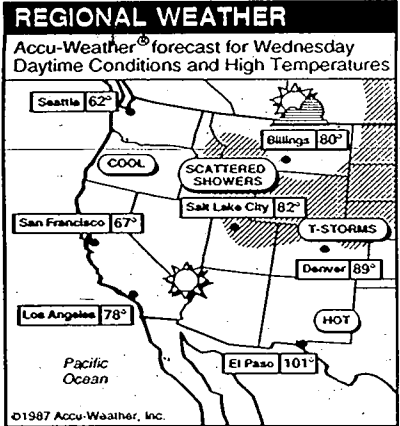 REGIONAL WEATHER
Accu-Weather® forecast for Wednesday
Daytime Conditions and High Temperatures
Seattle 62°
Billings 80°
COOL
SCATTERED
SHOWERS
Salt Lake City 82°
San Francisco 67°
T-STORMS
Denver 89°
Los Angeles 78°
HOT
El Paso 101°
Pacific
Ocean
©1987 Accu-Weather, Inc.